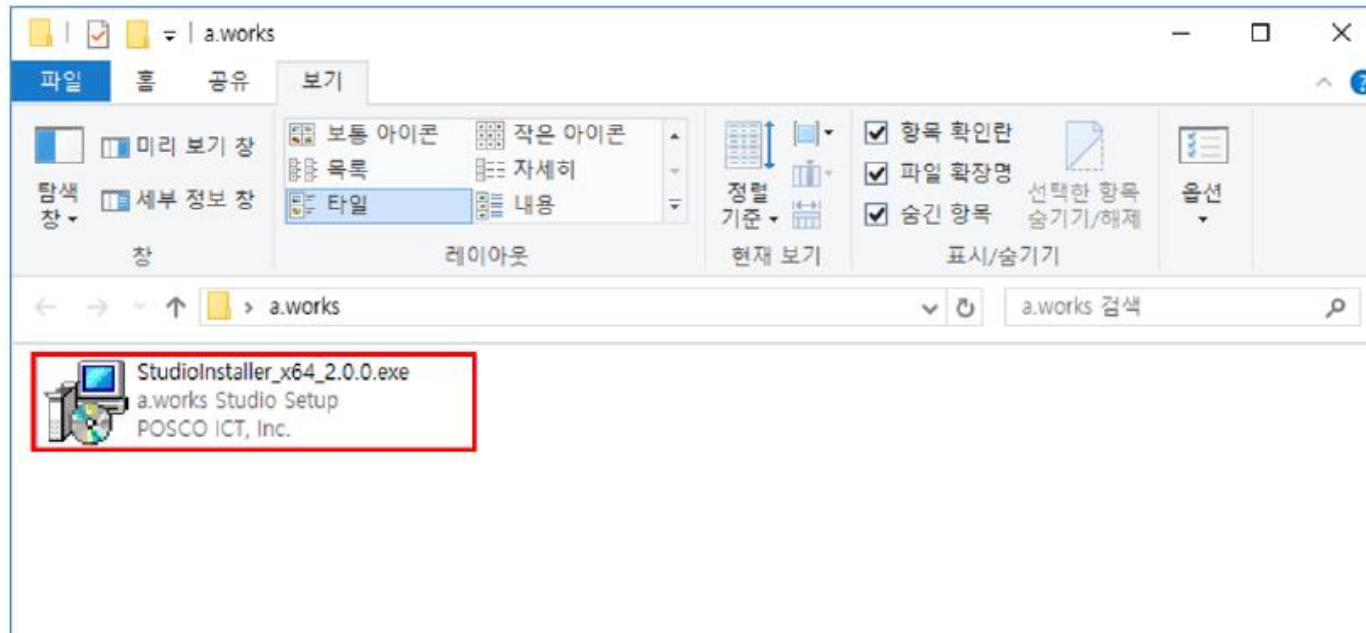 a.works
파일 홈 공유 보기
미리 보기 창
세부 정보 창
탐색
창
창
보통 아이콘 작은 아이콘
목록 자세히
타일 내용
레이아웃
정렬
기준
현재 보기
항목 확인란
파일 확장명
숨긴 항목
선택한 항목
숨기기/해제
표시/숨기기
옵션
a.works
a.works 검색
StudioInstaller_x64_2.0.0.exe
a.works Studio Setup
POSCO ICT, Inc.